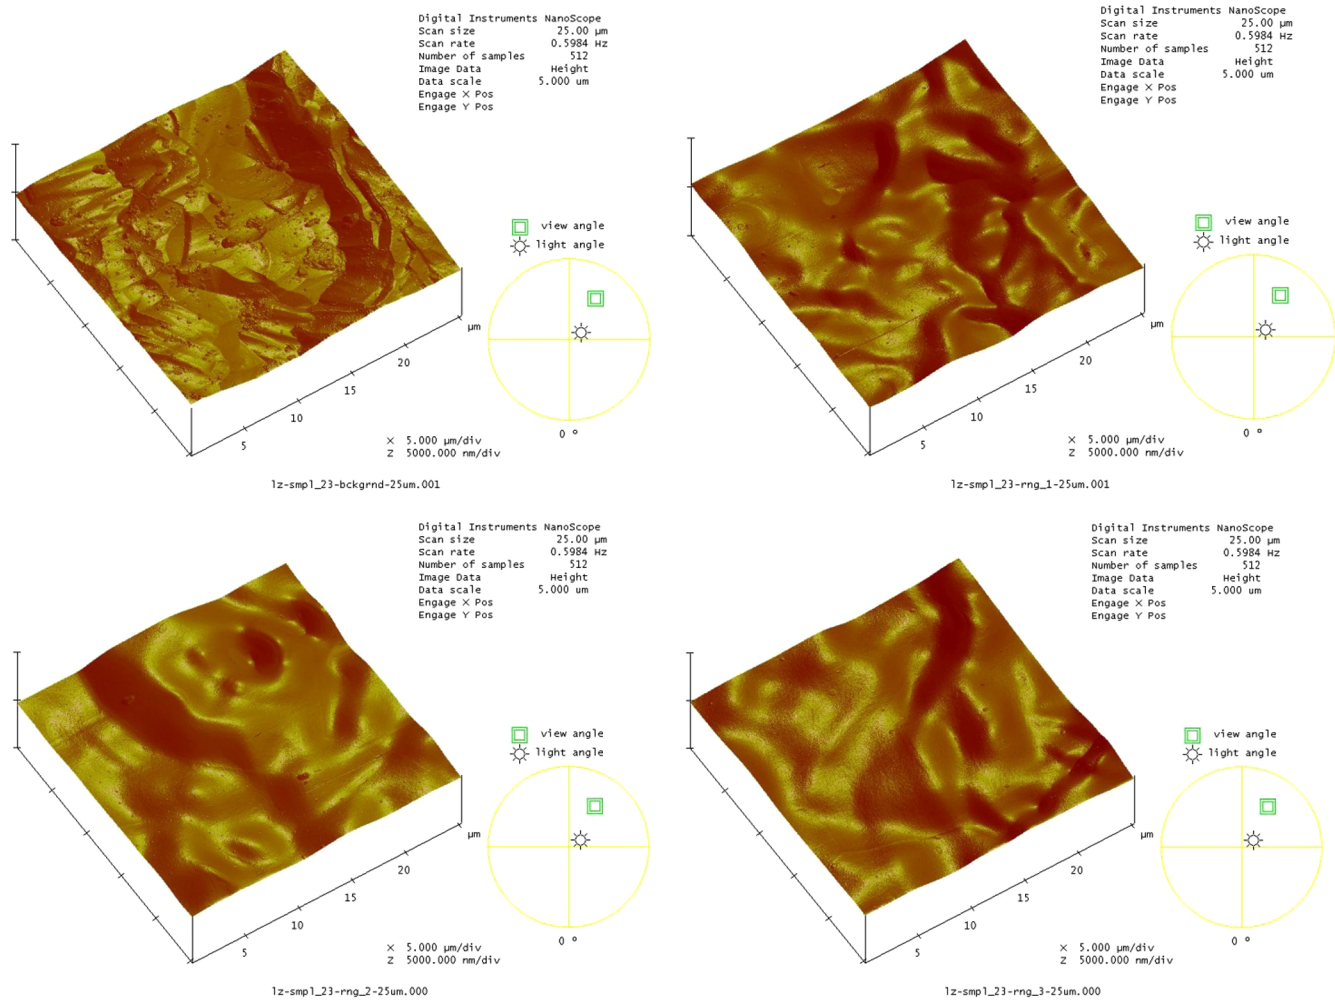 Digital Instruments NanoScope
Scan size 25.00 µm
Scan rate 0.5984 Hz
Number of samples 512
Image Data Height
Data scale 5.000 um
Engage X Pos
Engage Y Pos
view angle
light angle
µm
20
15
10
5
0 º
X 5.000 µm/div
Z 5000.000 nm/div
lz-smpl_23-bckgrnd-25um.001
Digital Instruments NanoScope
Scan size 25.00 µm
Scan rate 0.5984 Hz
Number of samples 512
Image Data Height
Data scale 5.000 um
Engage X Pos
Engage Y Pos
view angle
light angle
µm
20
15
10
5
0 º
X 5.000 µm/div
Z 5000.000 nm/div
lz-smpl_23-rng_1-25um.001
Digital Instruments NanoScope
Scan size 25.00 µm
Scan rate 0.5984 Hz
Number of samples 512
Image Data Height
Data scale 5.000 um
Engage X Pos
Engage Y Pos
view angle
light angle
µm
20
15
10
5
0 º
X 5.000 µm/div
Z 5000.000 nm/div
lz-smpl_23-rng_2-25um.000
Digital Instruments NanoScope
Scan size 25.00 µm
Scan rate 0.5984 Hz
Number of samples 512
Image Data Height
Data scale 5.000 um
Engage X Pos
Engage Y Pos
view angle
light angle
µm
20
15
10
5
0 º
X 5.000 µm/div
Z 5000.000 nm/div
lz-smpl_23-rng_3-25um.000